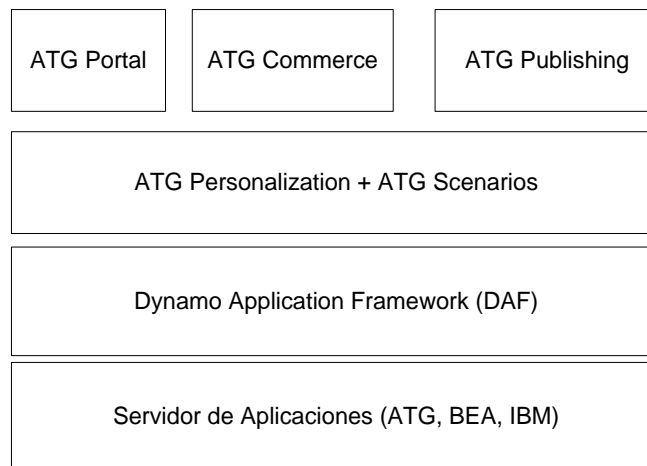 ATG Portal
ATG Commerce
ATG Publishing
ATG Personalization + ATG Scenarios
Dynamo Application Framework (DAF)
Servidor de Aplicaciones (ATG, BEA, IBM)